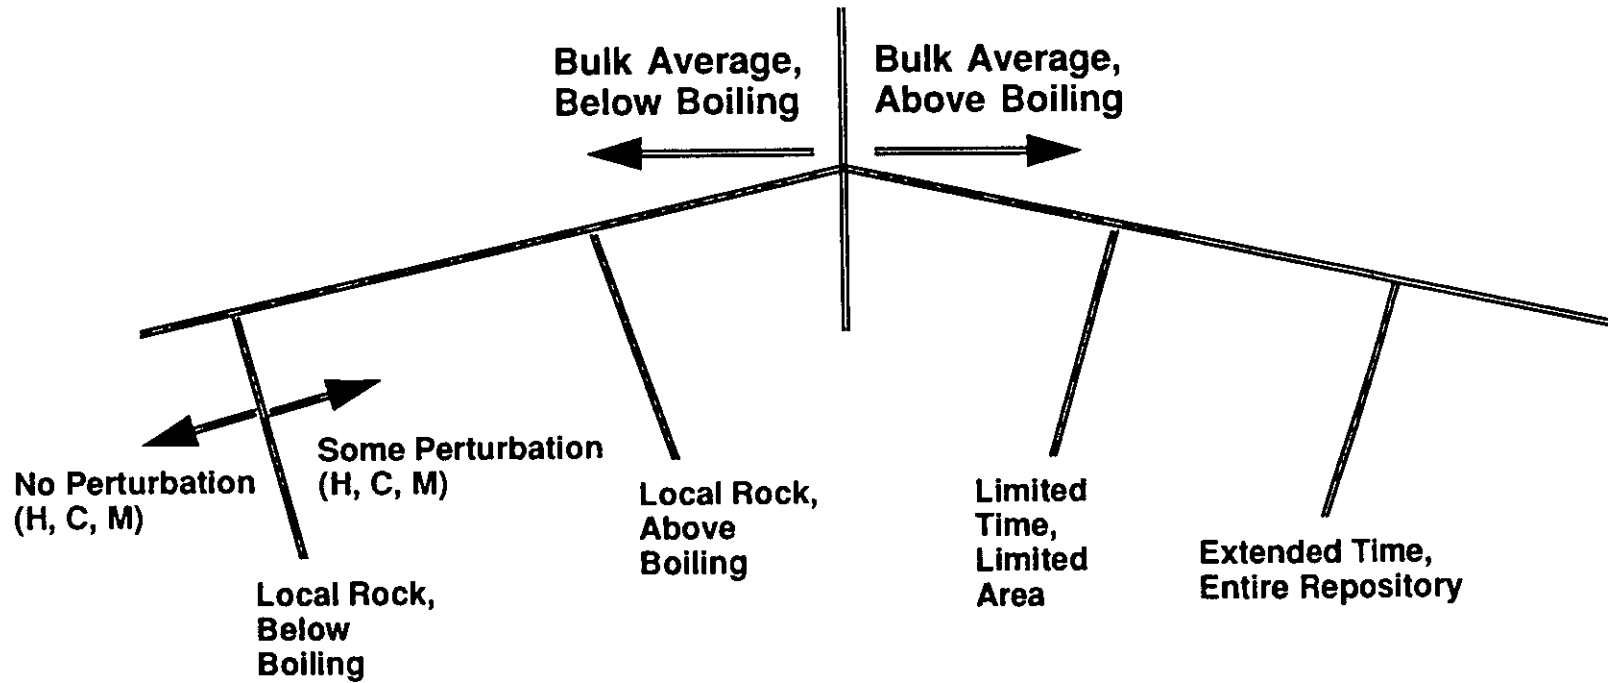 Bulk Average,
Below Boiling
Bulk Average,
Above Boiling
No Perturbation
(H, C, M)
Some Perturbation
(H, C, M)
Local Rock,
Below
Boiling
Local Rock,
Above
Boiling
Limited
Time,
Limited
Area
Extended Time,
Entire Repository